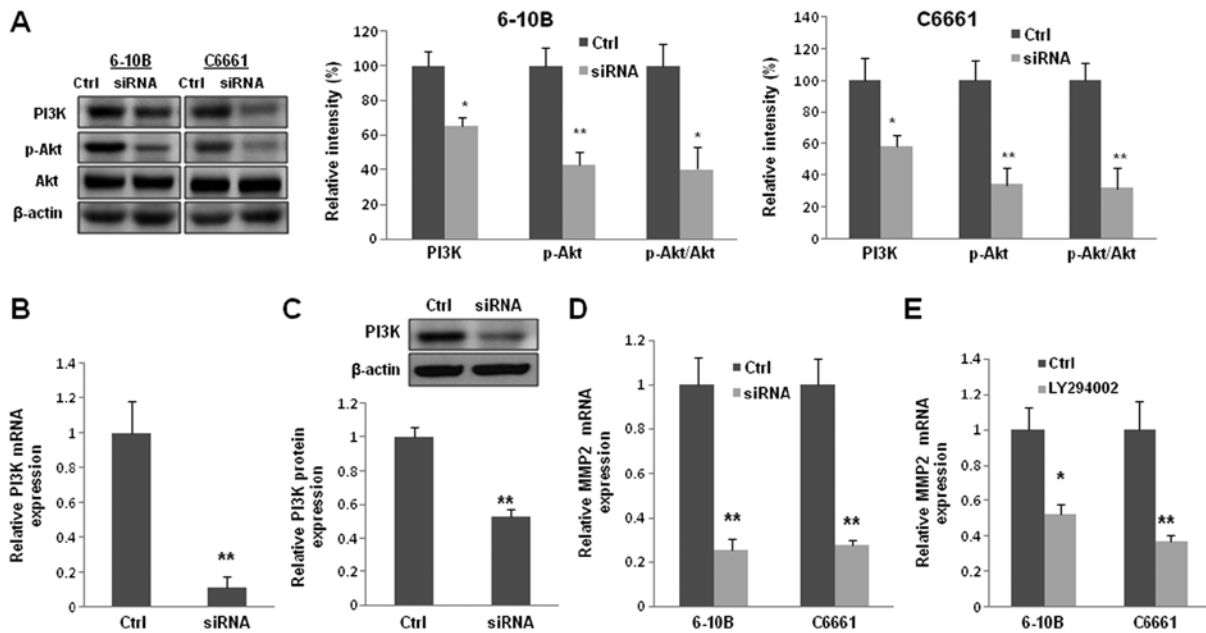 A
6-10B
C6661
Ctrl siRNA
Ctrl siRNA
PI3K
p-Akt
Akt
β-actin
6-10B
Relative intensity (%)
120
100
80
60
40
20
0
Ctrl
siRNA
*
**
*
PI3K
p-Akt
p-Akt/Akt
C6661
Relative intensity (%)
140
120
100
80
60
40
20
0
Ctrl
siRNA
*
**
**
PI3K
p-Akt
p-Akt/Akt
B
Relative PI3K mRNA
expression
1.4
1.2
1
0.8
0.6
0.4
0.2
0
**
Ctrl
siRNA
C
Ctrl
siRNA
PI3K
β-actin
Relative PI3K protein
expression
1.2
1
0.8
0.6
0.4
0.2
0
**
Ctrl
siRNA
D
Relative MMP2 mRNA
expression
1.2
1
0.8
0.6
0.4
0.2
0
Ctrl
siRNA
**
**
6-10B
C6661
E
Relative MMP2 mRNA
expression
1.4
1.2
1
0.8
0.6
0.4
0.2
0
Ctrl
LY294002
*
**
6-10B
C6661